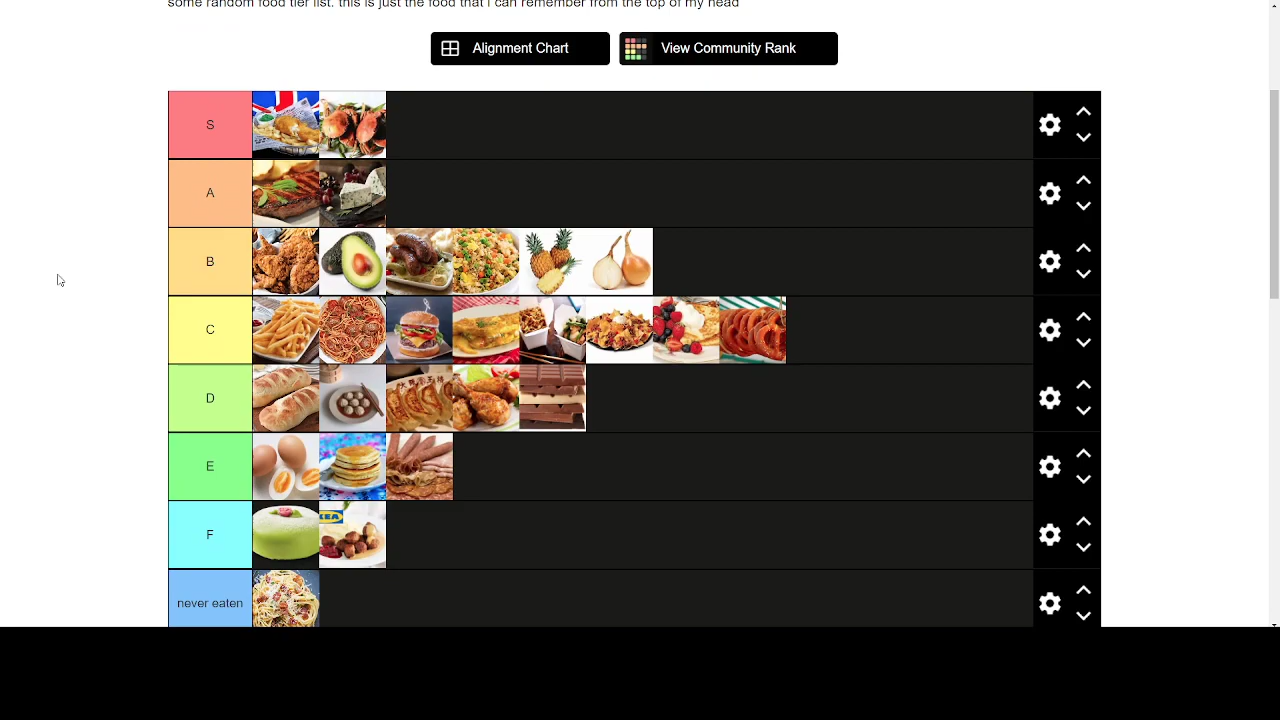 some random food tier list. this is just the food that i can remember from the top of my head
Alignment Chart
View Community Rank
S
A
B
C
D
E
F
IKEA
never eaten